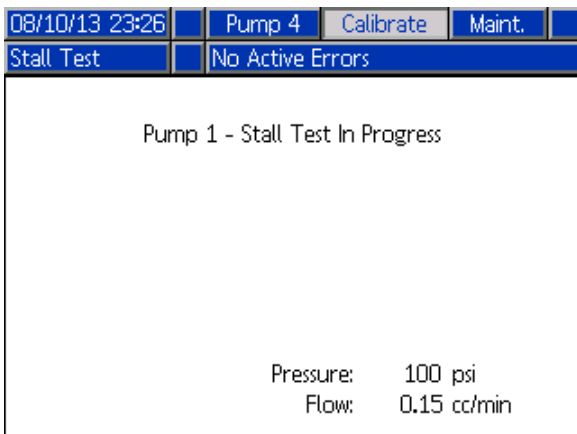 08/10/13 23:26 Pump 4 Calibrate Maint.
Stall Test No Active Errors
Pump 1 - Stall Test In Progress
Pressure: 100 psi
Flow: 0.15 cc/min